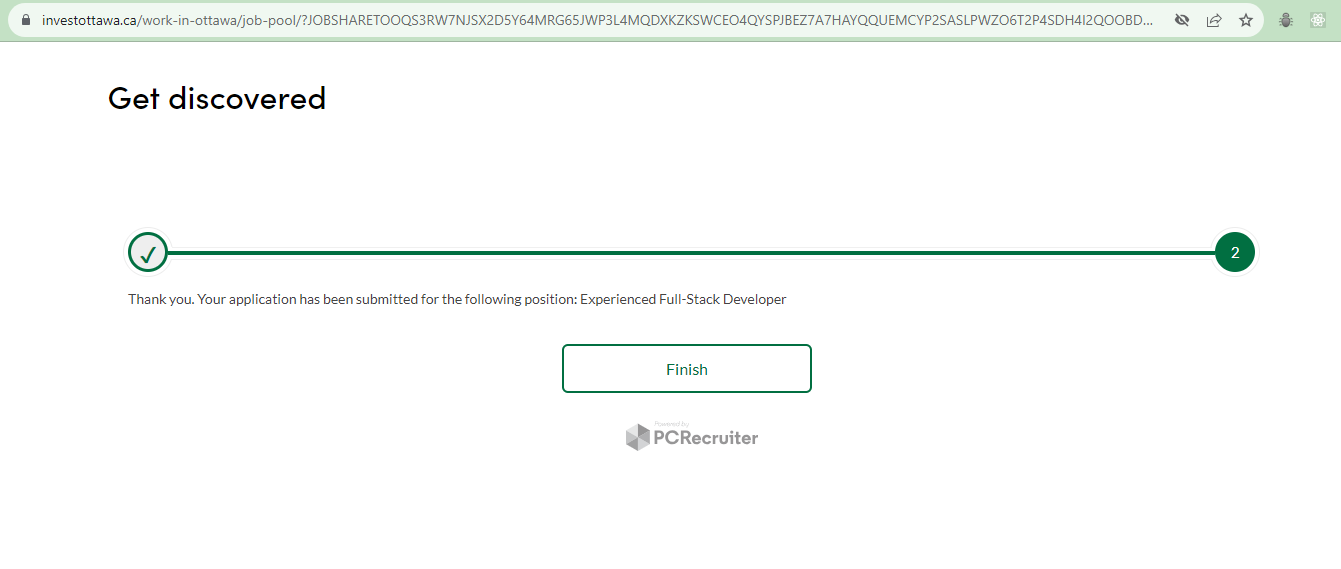 investottawa.ca/work-in-ottawa/job-pool/?JOBSHARETOOQS3RW7NJSX2D5Y64MRG65JWP3L4MQDXKZKSWCEO4QYSPJBEZ7A7HAYQQUEMCYP2SASLPWZO6T2P4SDH4I2QOOBD...
Get discovered
✓
2
Thank you. Your application has been submitted for the following position: Experienced Full-Stack Developer
Finish
Powered by
PCRecruiter